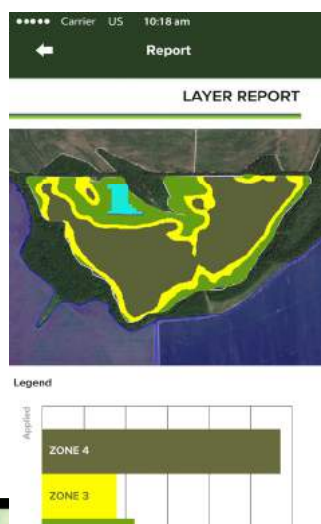 Carrier US 10:18 am
Report
LAYER REPORT
Legend
Applied
ZONE 4
ZONE 3